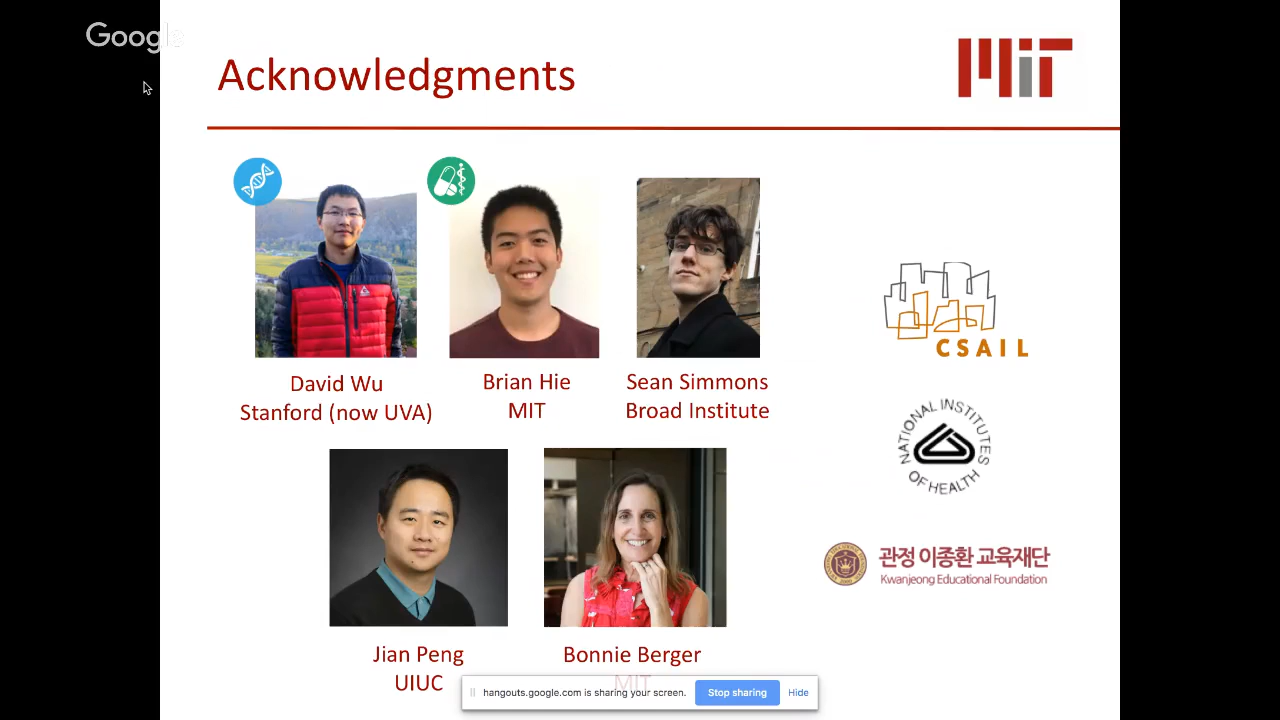 Google
Acknowledgments
MiT
David Wu
Stanford (now UVA)
Brian Hie
MIT
Sean Simmons
Broad Institute
CSAIL
NATIONAL INSTITUTES
OF HEALTH
관정 이종환 교육재단
Kwanjeong Educational Foundation
Jian Peng
UIUC
Bonnie Berger
MIT
hangouts.google.com is sharing your screen.
Stop sharing
Hide